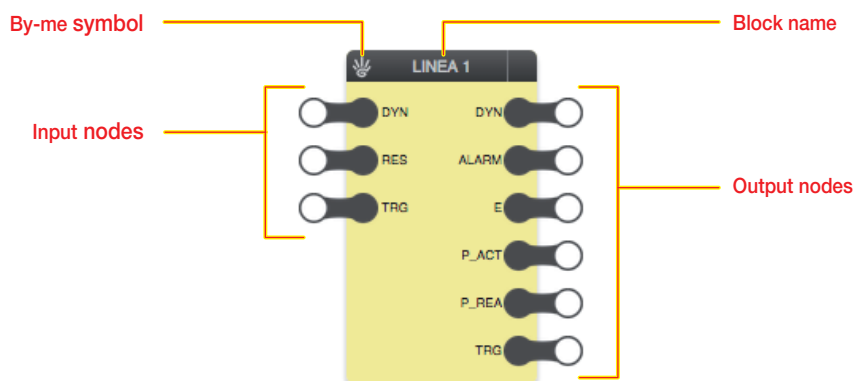 By-me symbol
Block name
LINEA 1
Input nodes
DYN
RES
TRG
DYN
ALARM
E
P_ACT
P_REA
TRG
Output nodes